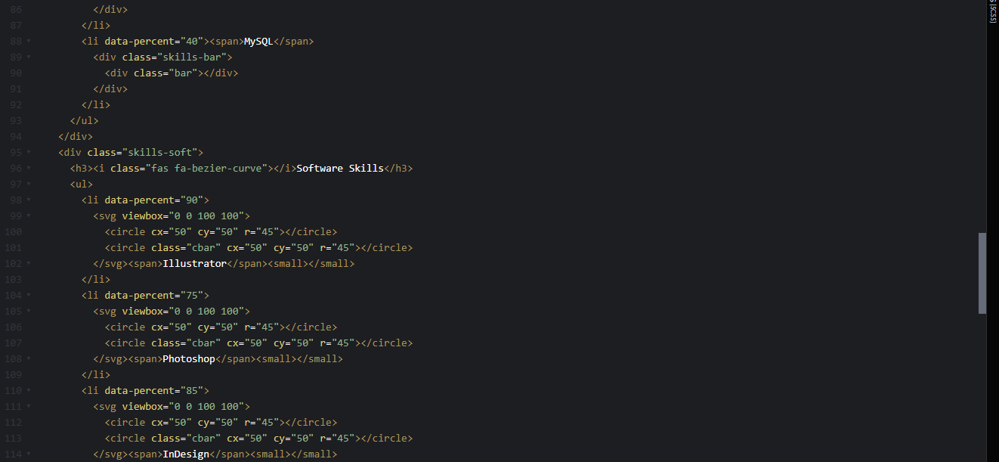 S (SCSS)
86 </div>
87 </li>
88 <li data-percent="40"><span>MySQL</span>
89 <div class="skills-bar">
90 <div class="bar"></div>
91 </div>
92 </li>
93 </ul>
94 </div>
95 <div class="skills-soft">
96 <h3><i class="fas fa-bezier-curve"></i>Software Skills</h3>
97 <ul>
98 <li data-percent="90">
99 <svg viewbox="0 0 100 100">
100 <circle cx="50" cy="50" r="45"></circle>
101 <circle class="cbar" cx="50" cy="50" r="45"></circle>
102 </svg><span>Illustrator</span><small></small>
103 </li>
104 <li data-percent="75">
105 <svg viewbox="0 0 100 100">
106 <circle cx="50" cy="50" r="45"></circle>
107 <circle class="cbar" cx="50" cy="50" r="45"></circle>
108 </svg><span>Photoshop</span><small></small>
109 </li>
110 <li data-percent="85">
111 <svg viewbox="0 0 100 100">
112 <circle cx="50" cy="50" r="45"></circle>
113 <circle class="cbar" cx="50" cy="50" r="45"></circle>
114 </svg><span>InDesign</span><small></small>